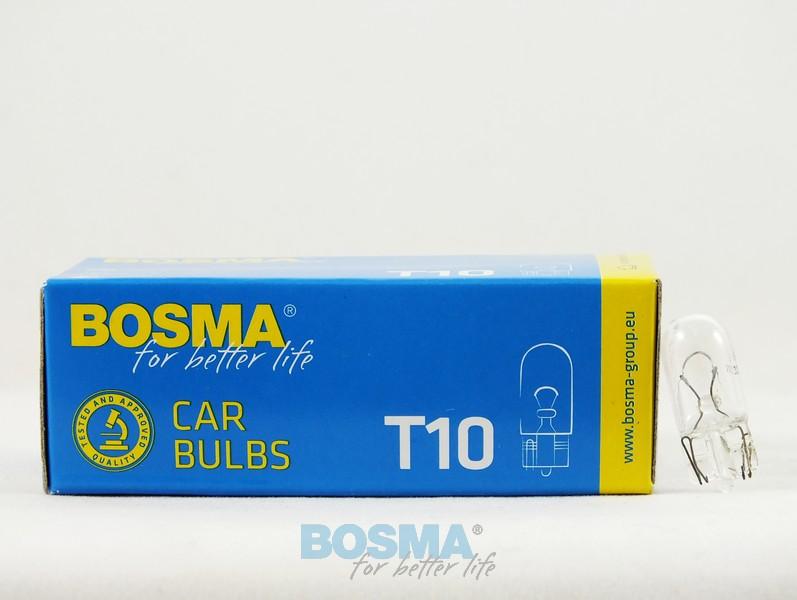 T10
BOSMA®
for better life
TESTED AND APPROVED
QUALITY
CAR
BULBS
T10
www.bosma-group.eu
BOSMA®
for better life